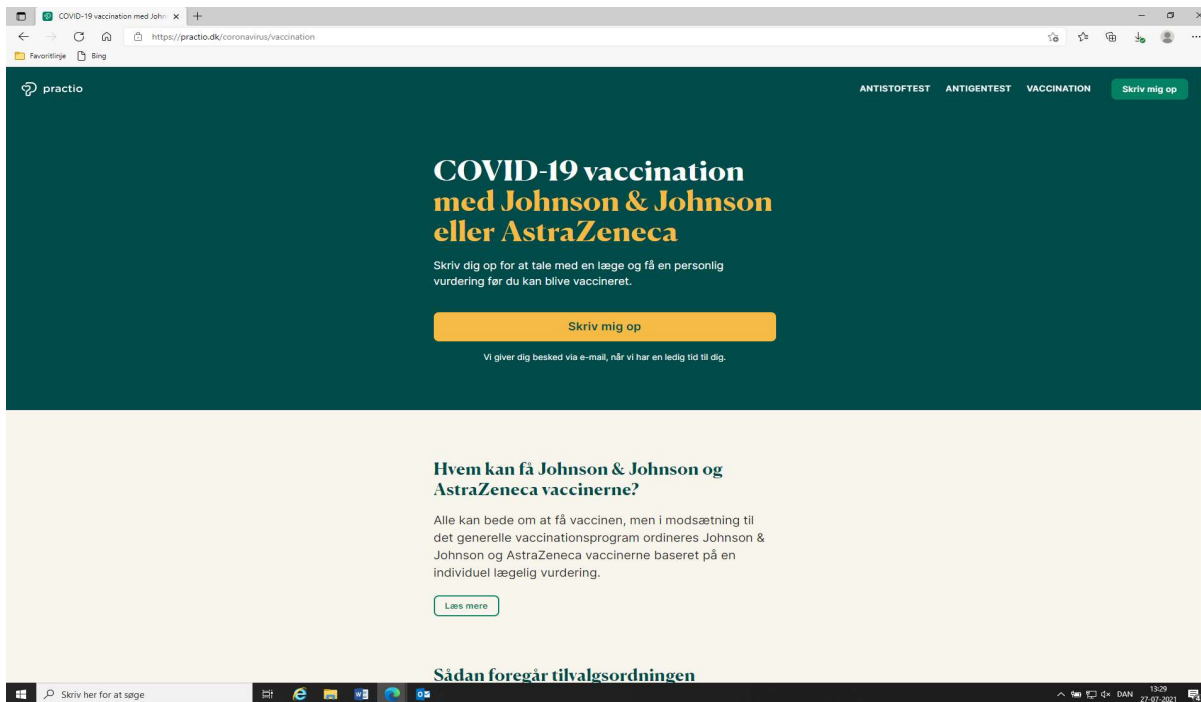 COVID-19 vaccination med John
https://practio.dk/coronavirus/vaccination
Favoritlinje
Bing
practio
ANTISTOFTEST ANTIGENTEST VACCINATION Skriv mig op
COVID-19 vaccination
med Johnson & Johnson
eller AstraZeneca
Skriv dig op for at tale med en læge og få en personlig
vurdering før du kan blive vaccineret.
Skriv mig op
Vi giver dig besked via e-mail, når vi har en ledig tid til dig.
Hvem kan få Johnson & Johnson og
AstraZeneca vaccinerne?
Alle kan bede om at få vaccinen, men i modsætning til
det generelle vaccinationsprogram ordineres Johnson &
Johnson og AstraZeneca vaccinerne baseret på en
individuel lægelig vurdering.
Læs mere
Sådan foregår tilvalgsordningen
Skriv her for at søge
DAN
13:29
27-07-2021